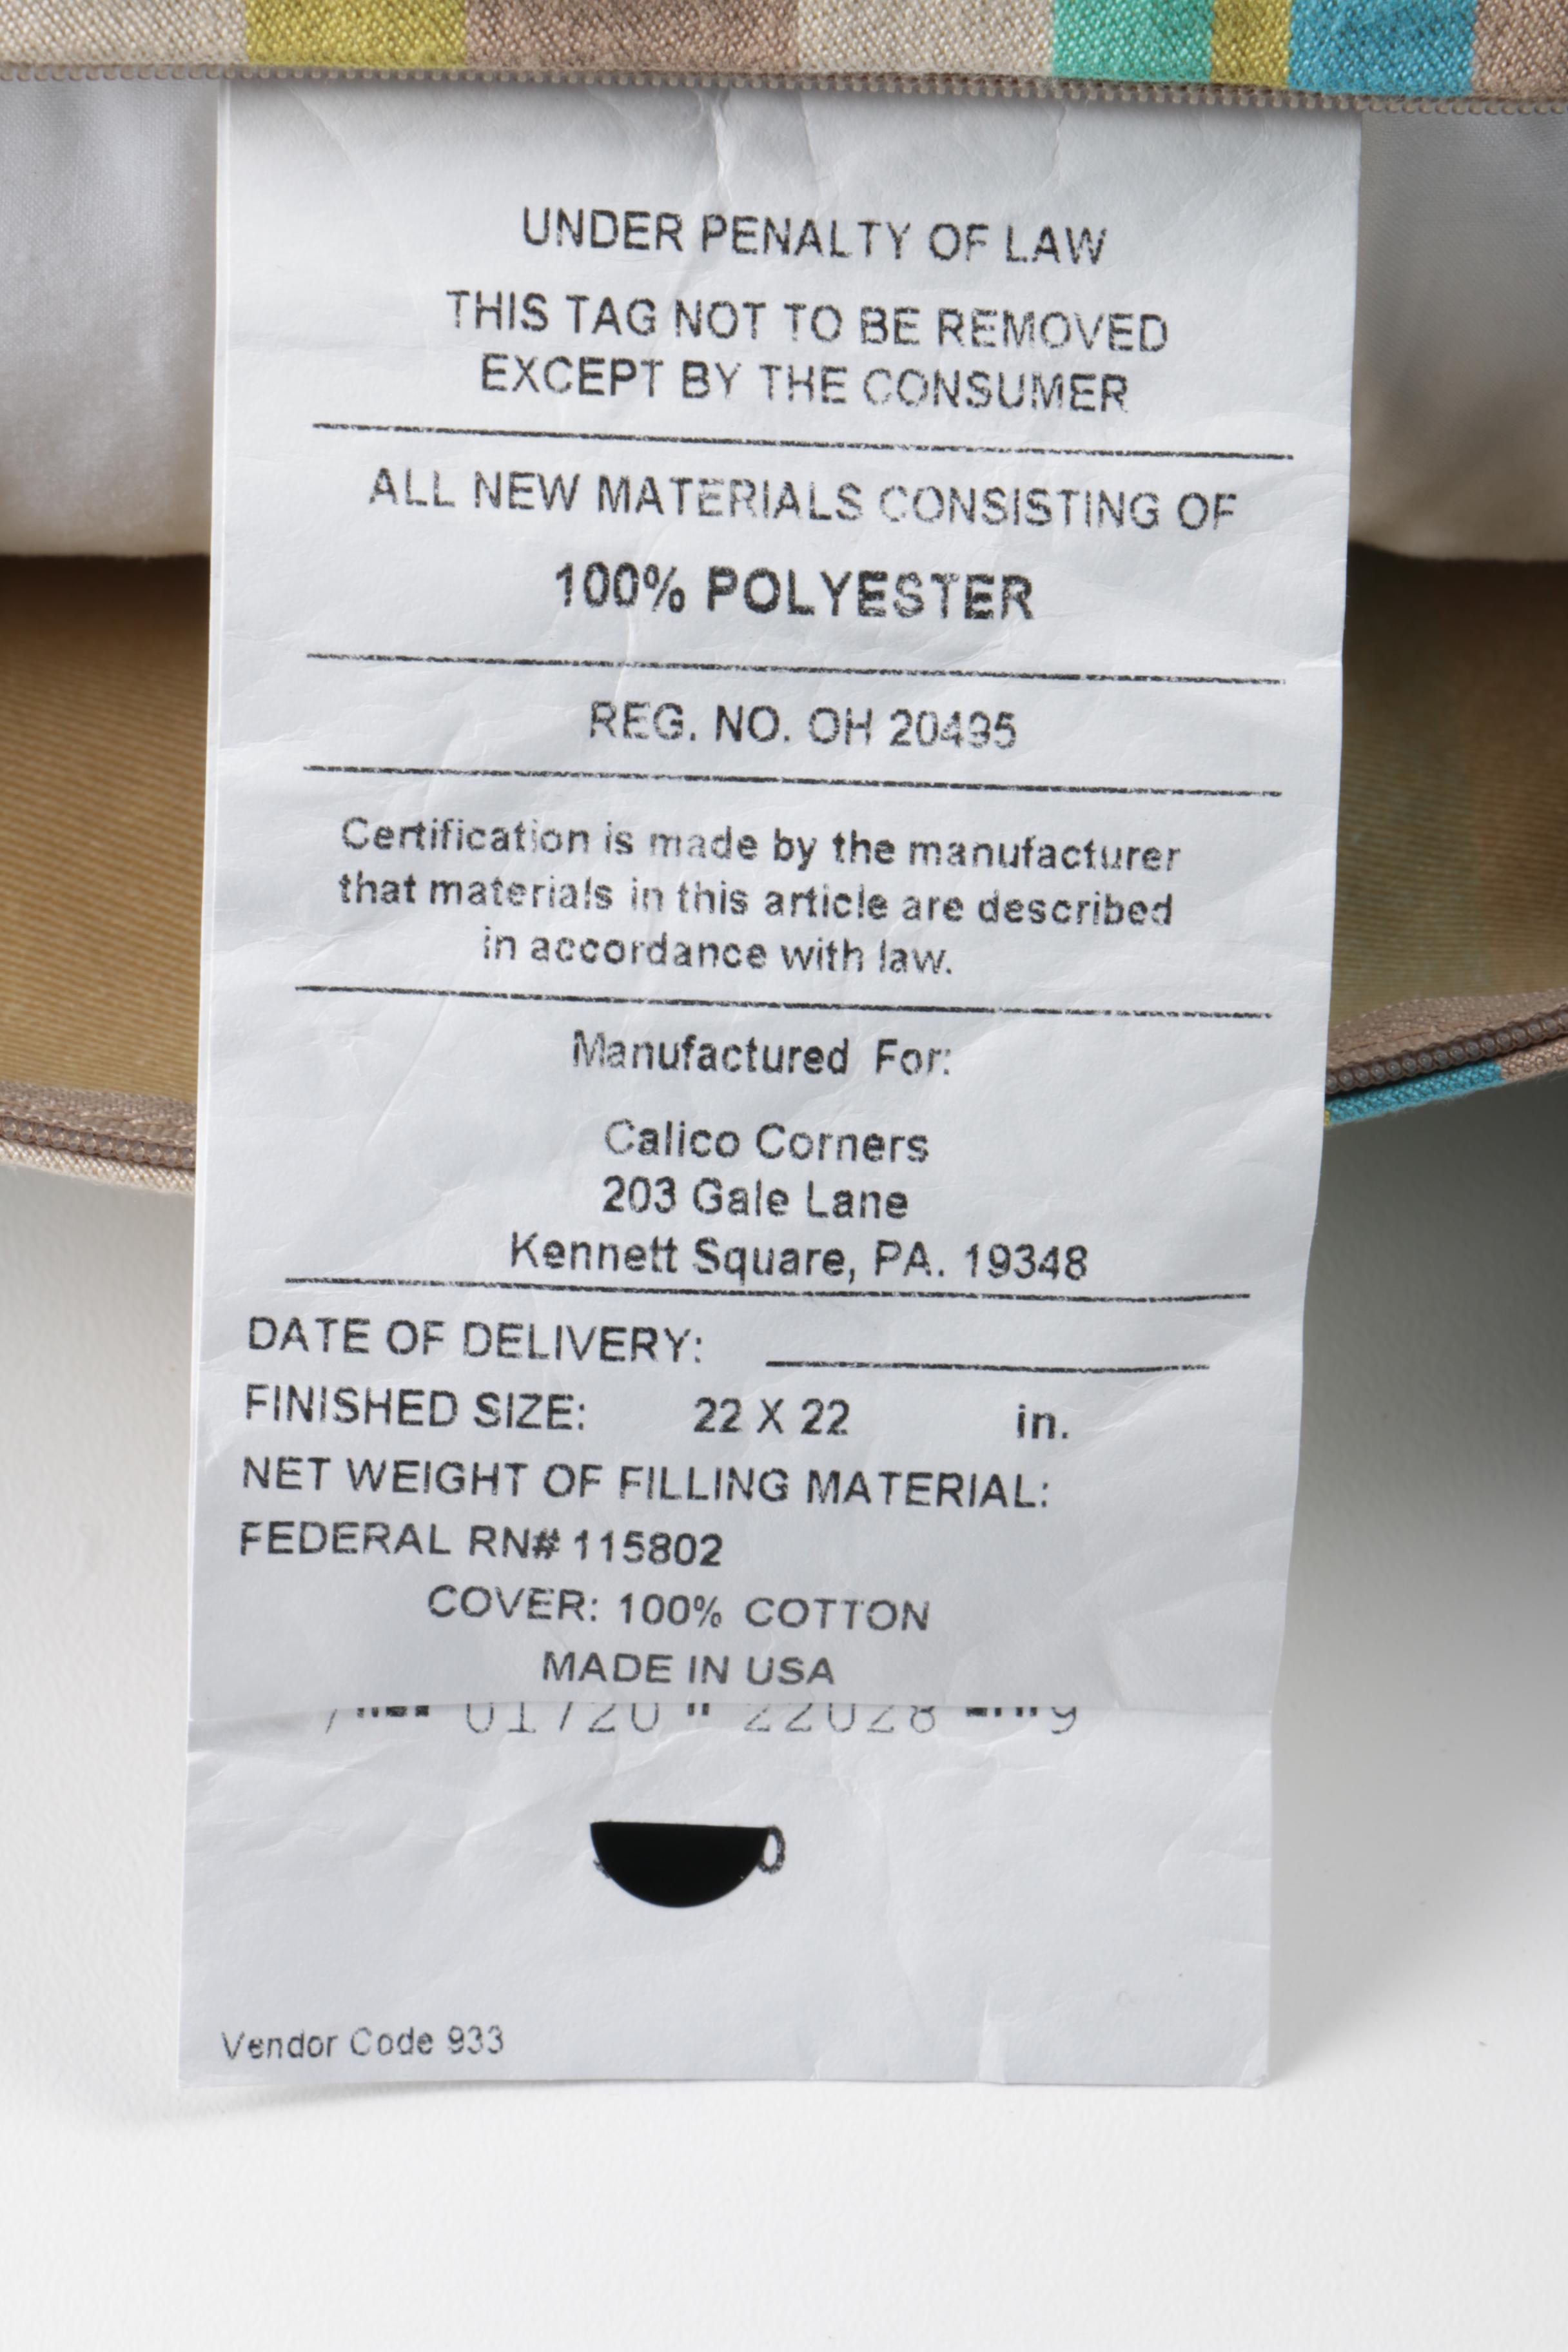 UNDER PENALTY OF LAW
THIS TAG NOT TO BE REMOVED
EXCEPT BY THE CONSUMER
ALL NEW MATERIALS CONSISTING OF
100% POLYESTER
REG. NO. OH 20495
Certification is made by the manufacturer
that materials in this article are described
in accordance with law.
Manufactured For:
Calico Corners
203 Gale Lane
Kennett Square, PA. 19348
DATE OF DELIVERY:
FINISHED SIZE: 22 X 22 in.
NET WEIGHT OF FILLING MATERIAL:
FEDERAL RN# 115802
COVER: 100% COTTON
MADE IN USA
Vendor Code 933